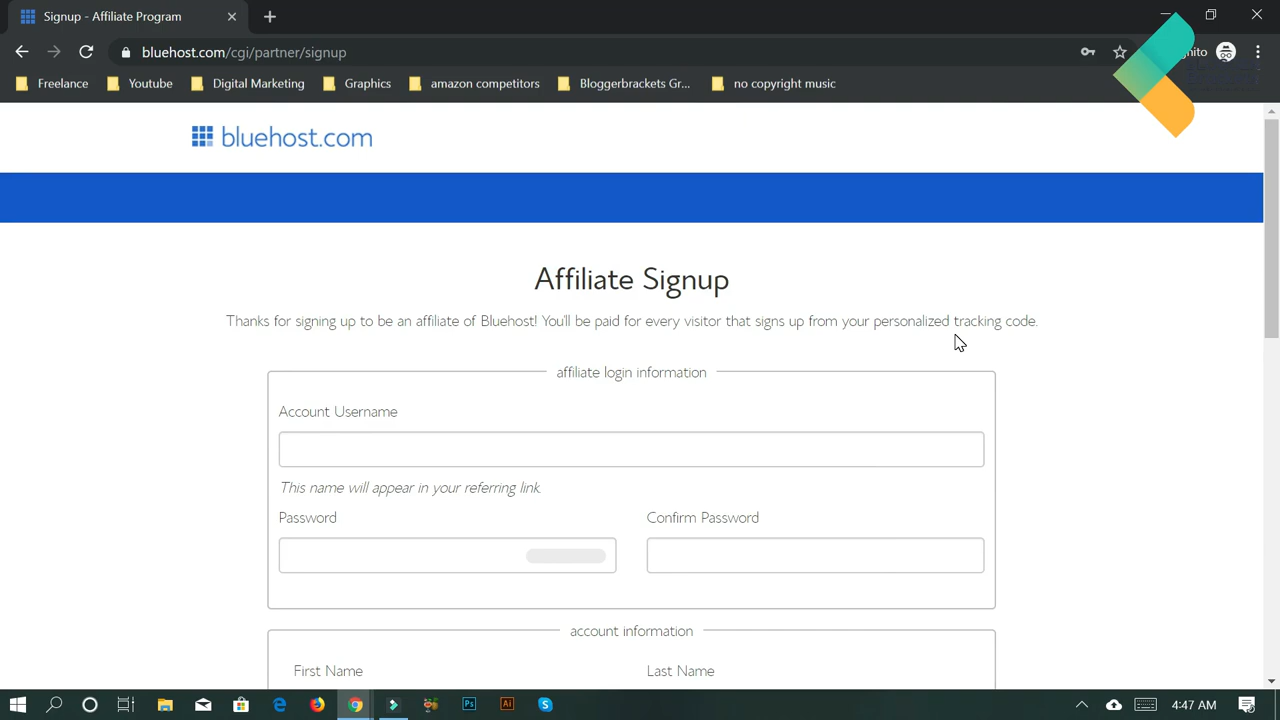 Signup - Affiliate Program
bluehost.com/cgi/partner/signup
Freelance Youtube Digital Marketing Graphics amazon competitors Bloggerbrackets Gr... no copyright music
bluehost.com
Affiliate Signup
Thanks for signing up to be an affiliate of Bluehost! You'll be paid for every visitor that signs up from your personalized tracking code.
affiliate login information
Account Username
This name will appear in your referring link.
Password Confirm Password
account information
First Name Last Name
Ps Ai
4:47 AM